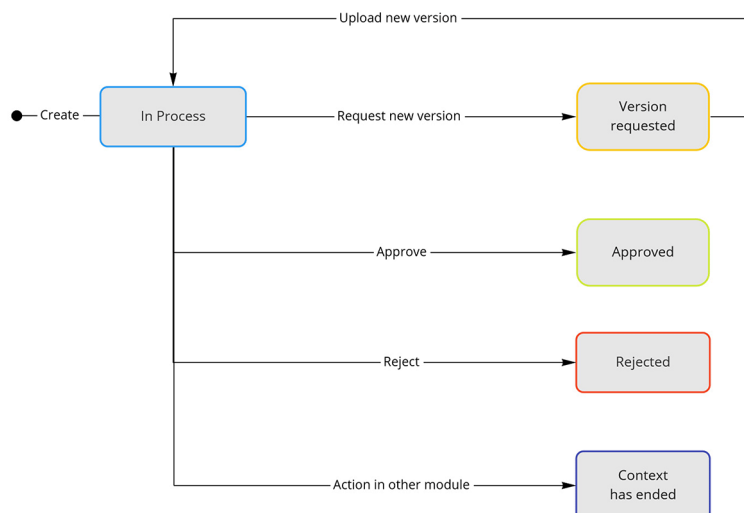 Upload new version
Create
In Process
Request new version
Version
requested
Approve
Approved
Reject
Rejected
Action in other module
Context
has ended